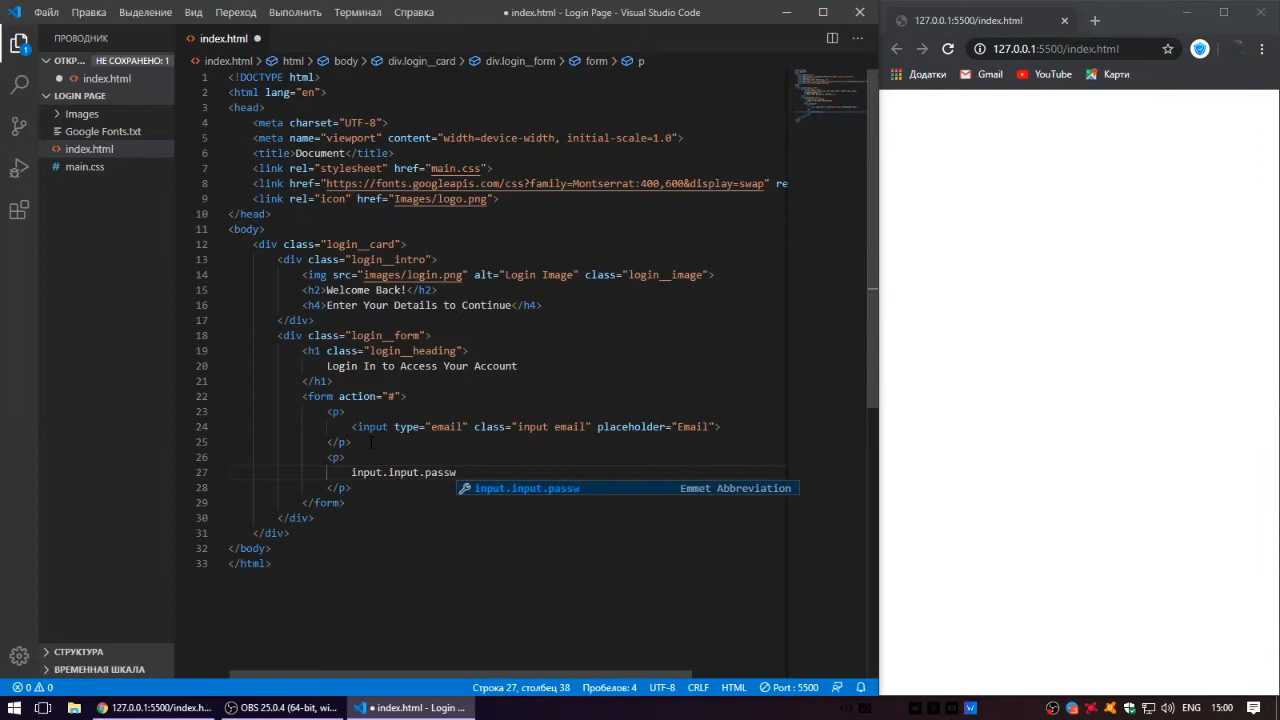 Файл Правка Выделение Вид Переход Выполнить Терминал Справка
● index.html - Login Page - Visual Studio Code
127.0.0.1:5500/index.html
ПРОВОДНИК
index.html
127.0.0.1:5500/index.html
ОТКР... НЕ СОХРАНЕНО: 1
index.html > html > body > div.login__card > div.login__form > form > p
index.html
Додатки Gmail YouTube Карти
LOGIN PAGE
Images
Google Fonts.txt
index.html
main.css
1 <!DOCTYPE html>
2 <html lang="en">
3 <head>
4 <meta charset="UTF-8">
5 <meta name="viewport" content="width=device-width, initial-scale=1.0">
6 <title>Document</title>
7 <link rel="stylesheet" href="main.css">
8 <link href="https://fonts.googleapis.com/css?family=Montserrat:400,600&display=swap" re
9 <link rel="icon" href="Images/logo.png">
10 </head>
11 <body>
12 <div class="login__card">
13 <div class="login__intro">
14 <img src="images/login.png" alt="Login Image" class="login__image">
15 <h2>Welcome Back!</h2>
16 <h4>Enter Your Details to Continue</h4>
17 </div>
18 <div class="login__form">
19 <h1 class="login__heading">
20 Login In to Access Your Account
21 </h1>
22 <form action="#">
23 <p>
24 <input type="email" class="input email" placeholder="Email">
25 </p>
26 <p>
27 input.input.passw
input.input.passw Emmet Abbreviation
28 </p>
29 </form>
30 </div>
31 </div>
32 </body>
33 </html>
СТРУКТУРА
ВРЕМЕННАЯ ШКАЛА
0 0 Строка 27, столбец 38 Пробелов: 4 UTF-8 CRLF HTML Port : 5500
127.0.0.1:5500/index.h... OBS 25.0.4 (64-bit, wi... ● index.html - Login ... ENG 15:00